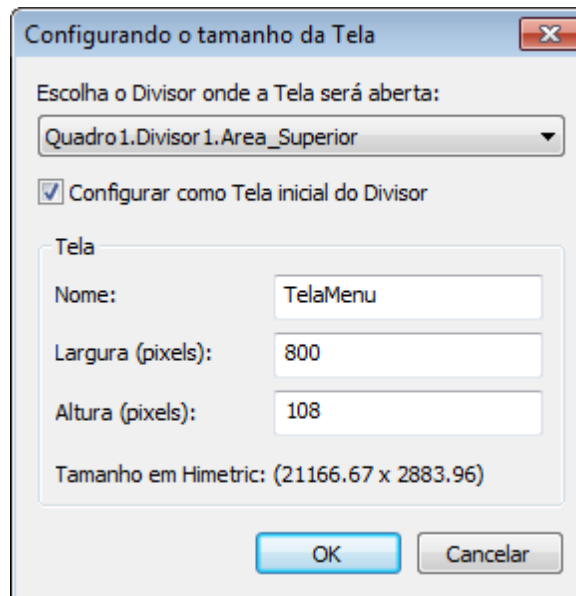 Configurando o tamanho da Tela
Escolha o Divisor onde a Tela será aberta:
Quadro1.Divisor1.Area_Superior
Configurar como Tela inicial do Divisor
Tela
Nome: TelaMenu
Largura (pixels): 800
Altura (pixels): 108
Tamanho em Himetric: (21166.67 x 2883.96)
OK Cancelar